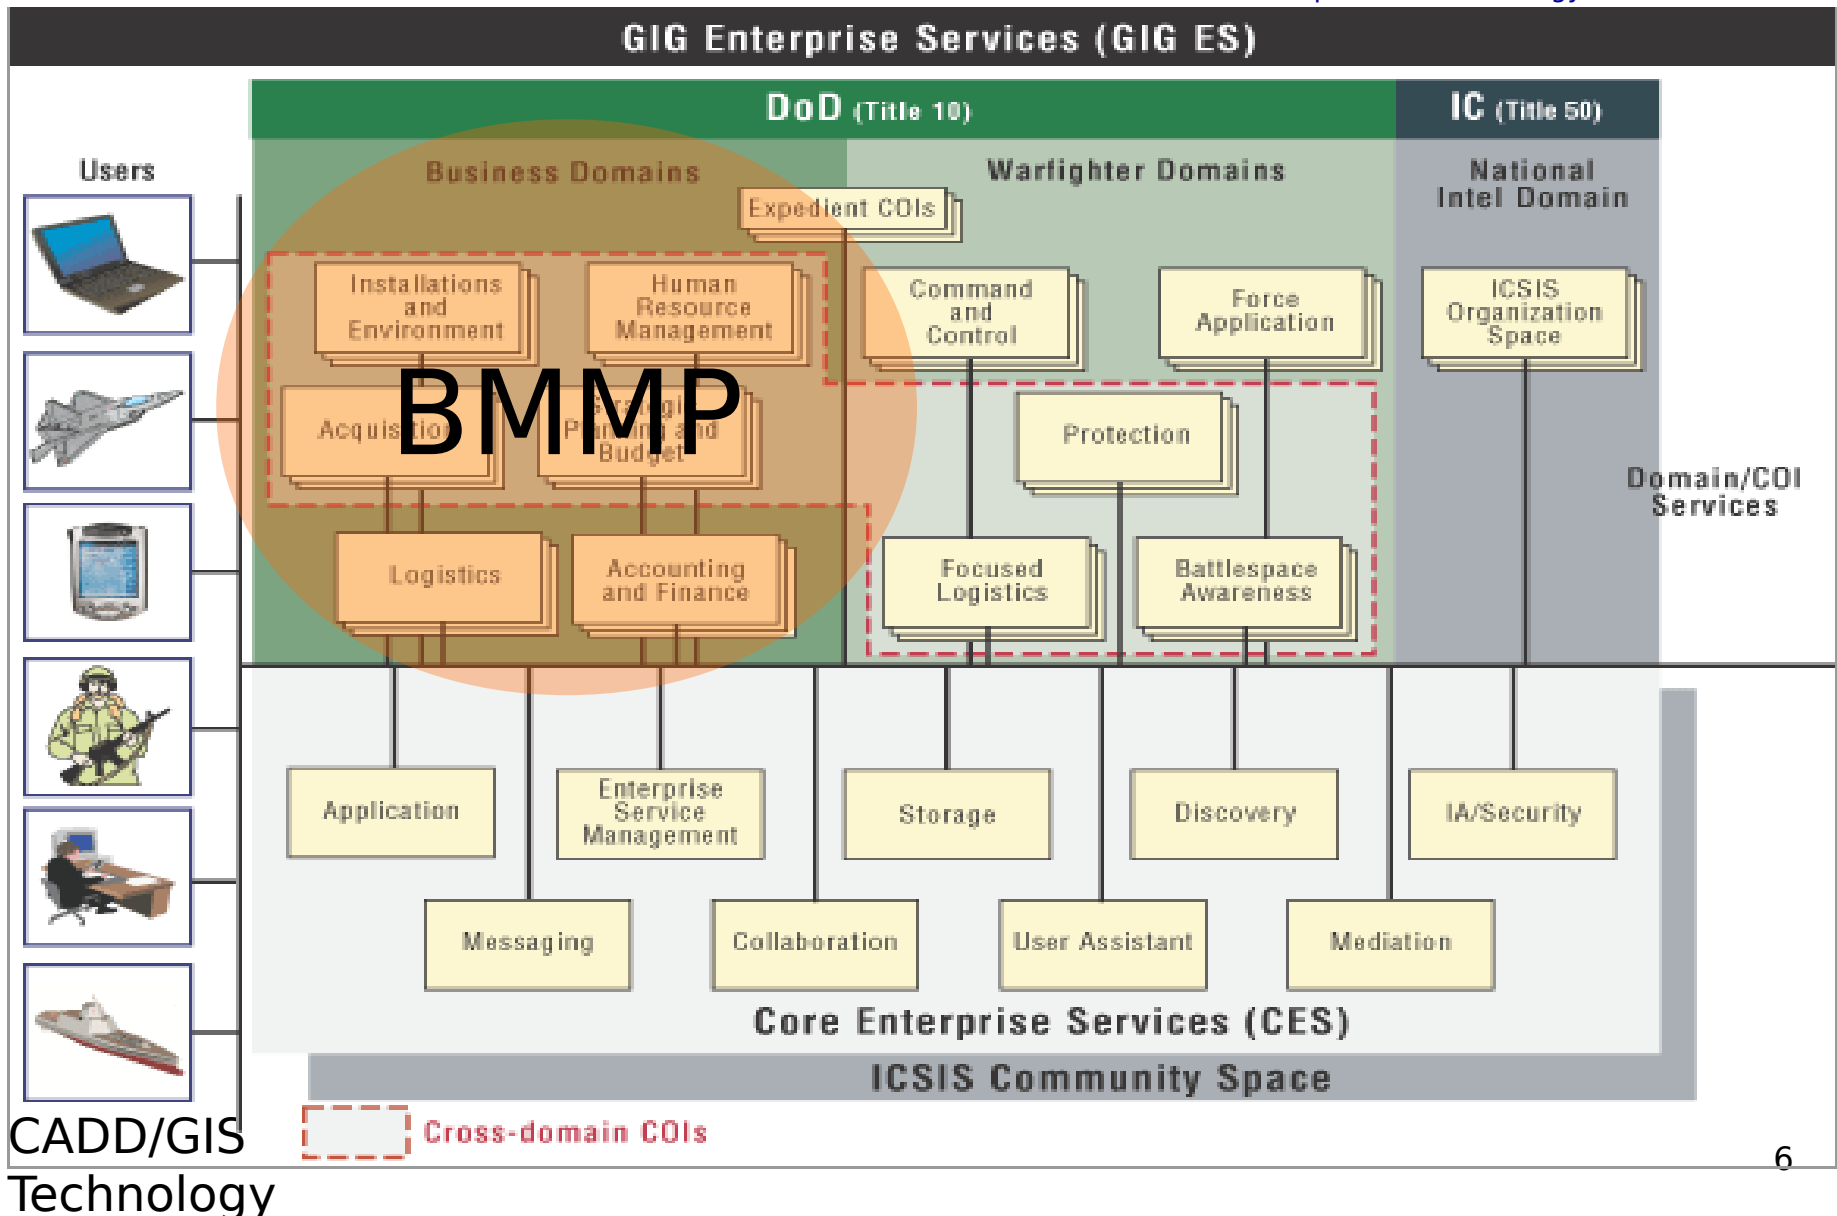 GIG Enterprise Services (GIG ES)
DoD (Title 10)
IC (Title 50)
Users
Business Domains
Warfighter Domains
National
Intel Domain
Expedient COIs
Installations
and
Environment
Human
Resource
Management
Command
and
Control
Force
Application
ICSIS
Organization
Space
BMMP
Acquisition
Strategic
Planning and
Budget
Protection
Domain/COI
Services
Logistics
Accounting
and Finance
Focused
Logistics
Battlespace
Awareness
Application
Enterprise
Service
Management
Storage
Discovery
IA/Security
Messaging
Collaboration
User Assistant
Mediation
Core Enterprise Services (CES)
ICSIS Community Space
Cross-domain COIs
CADD/GIS
Technology
6